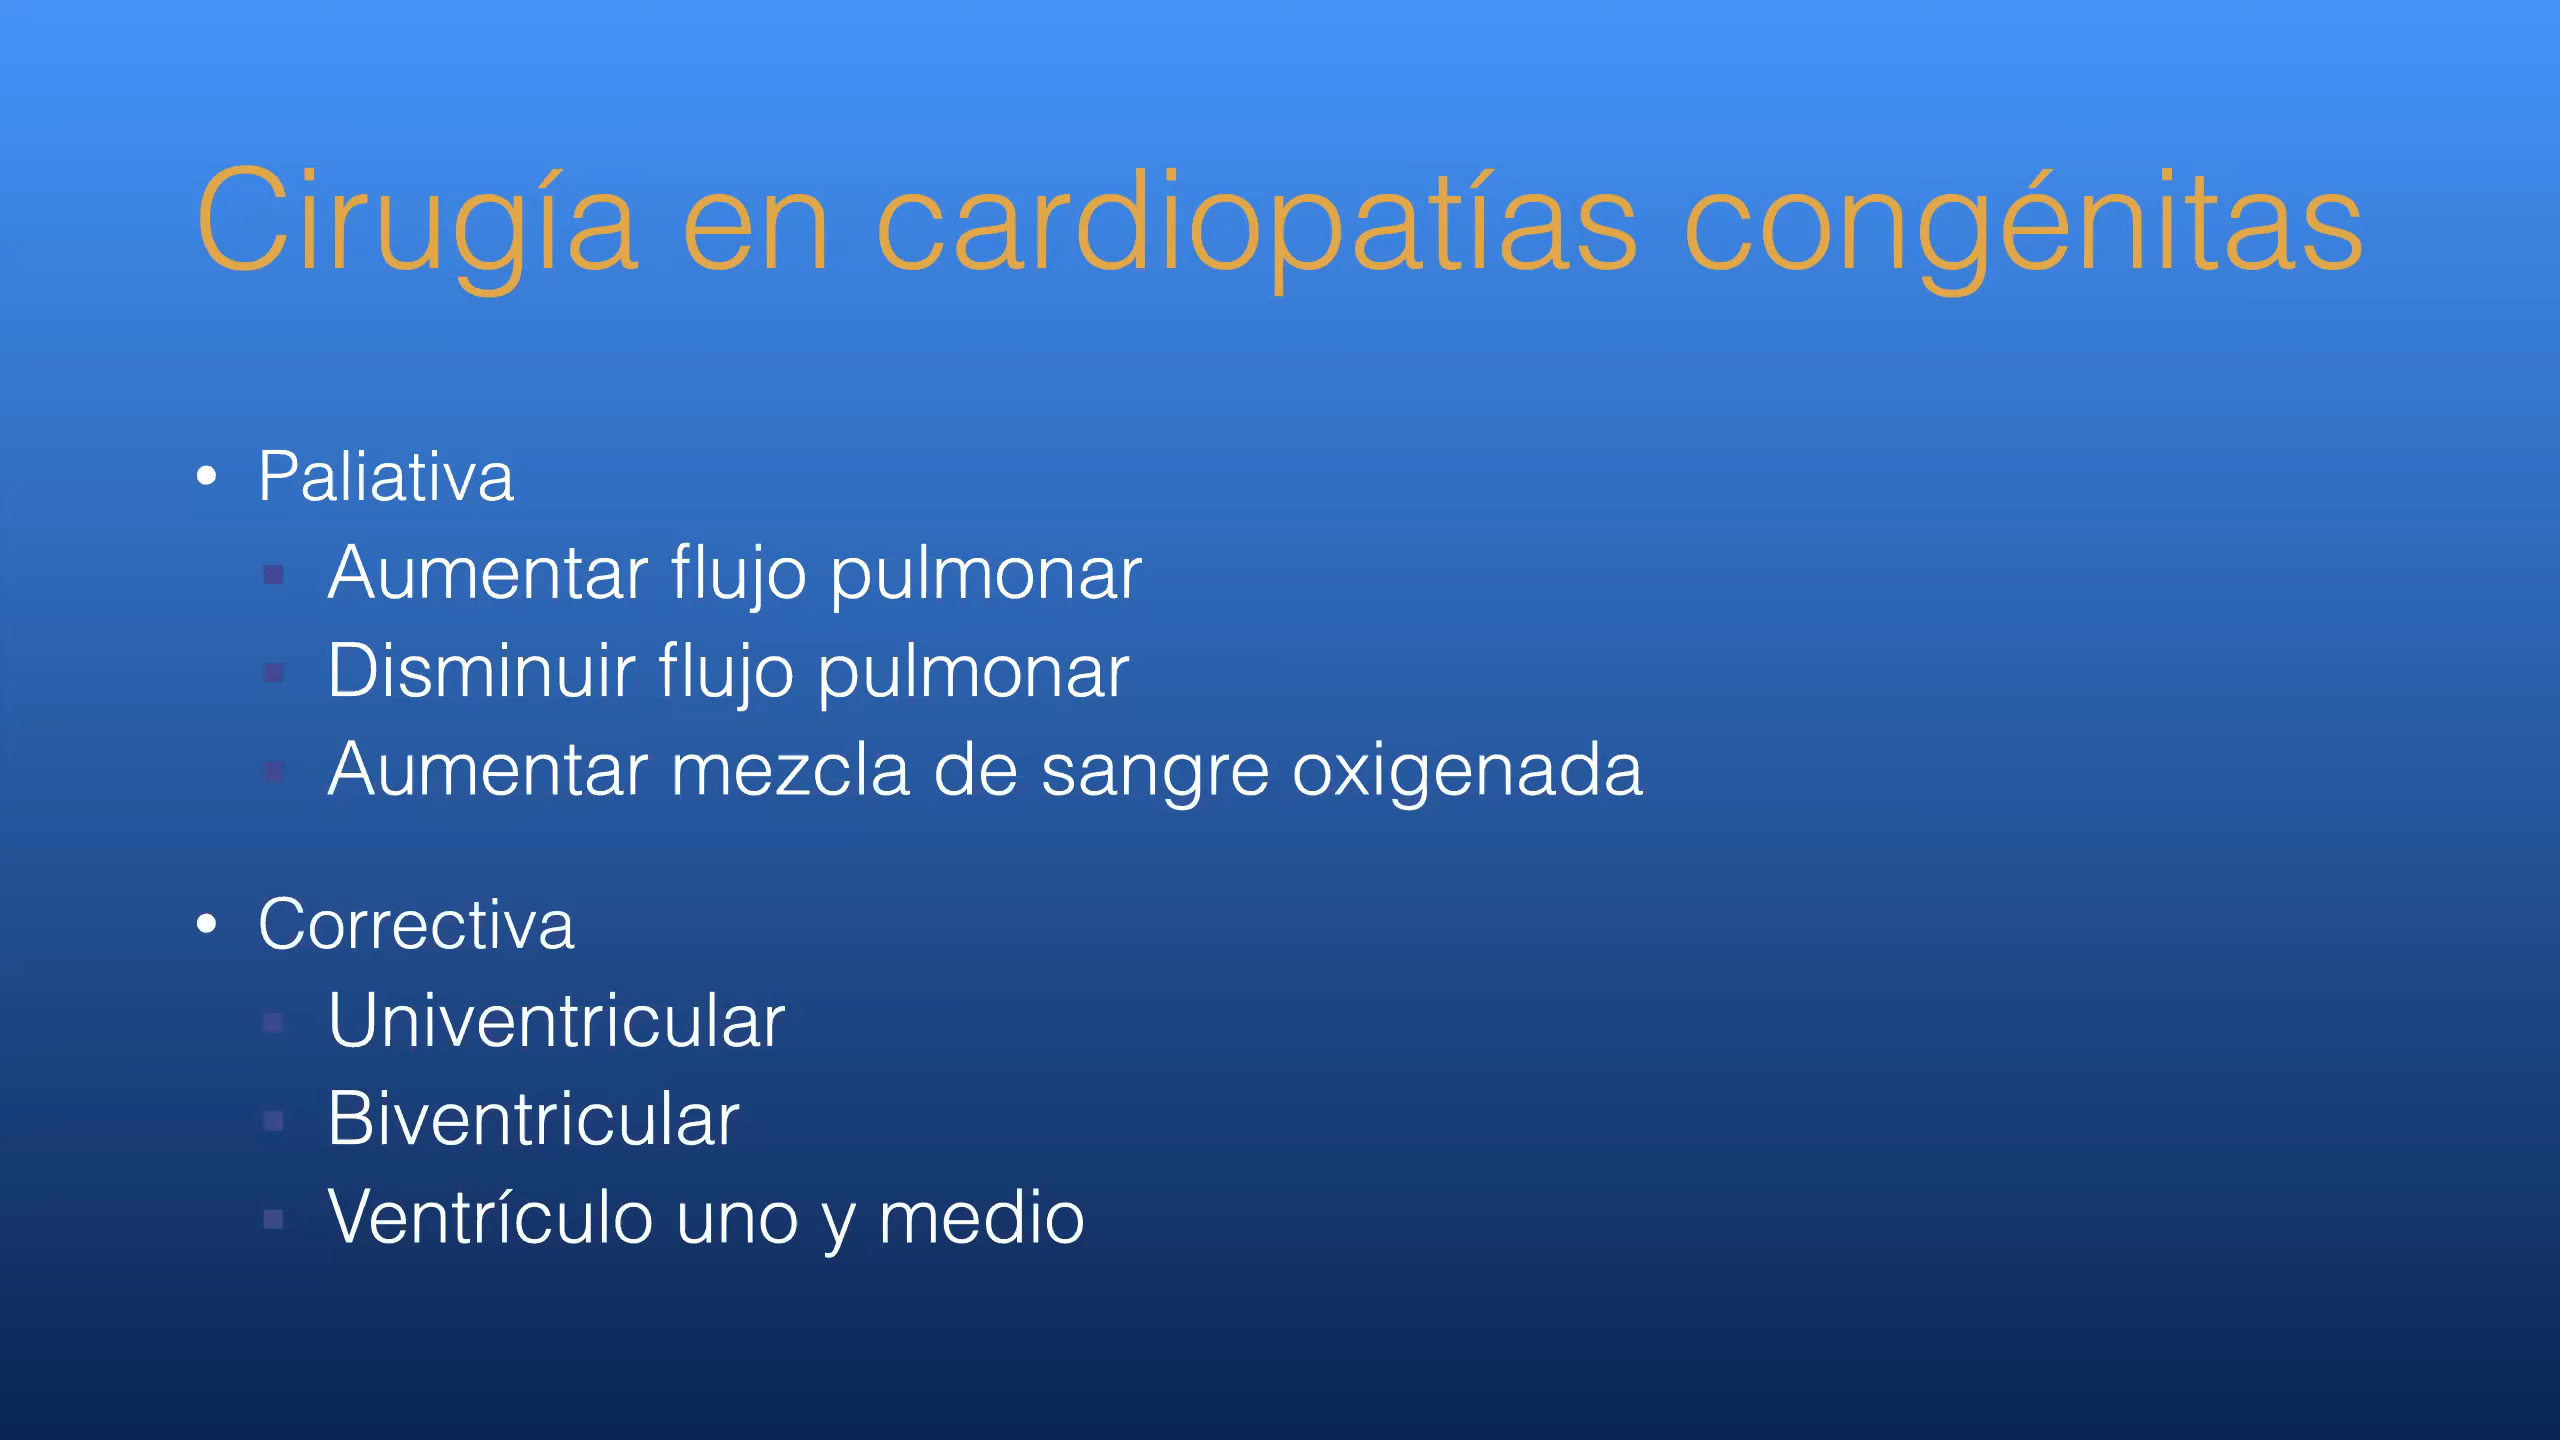 Cirugía en cardiopatías congénitas
• Paliativa
▪ Aumentar flujo pulmonar
▪ Disminuir flujo pulmonar
▪ Aumentar mezcla de sangre oxigenada
• Correctiva
▪ Univentricular
▪ Biventricular
▪ Ventrículo uno y medio